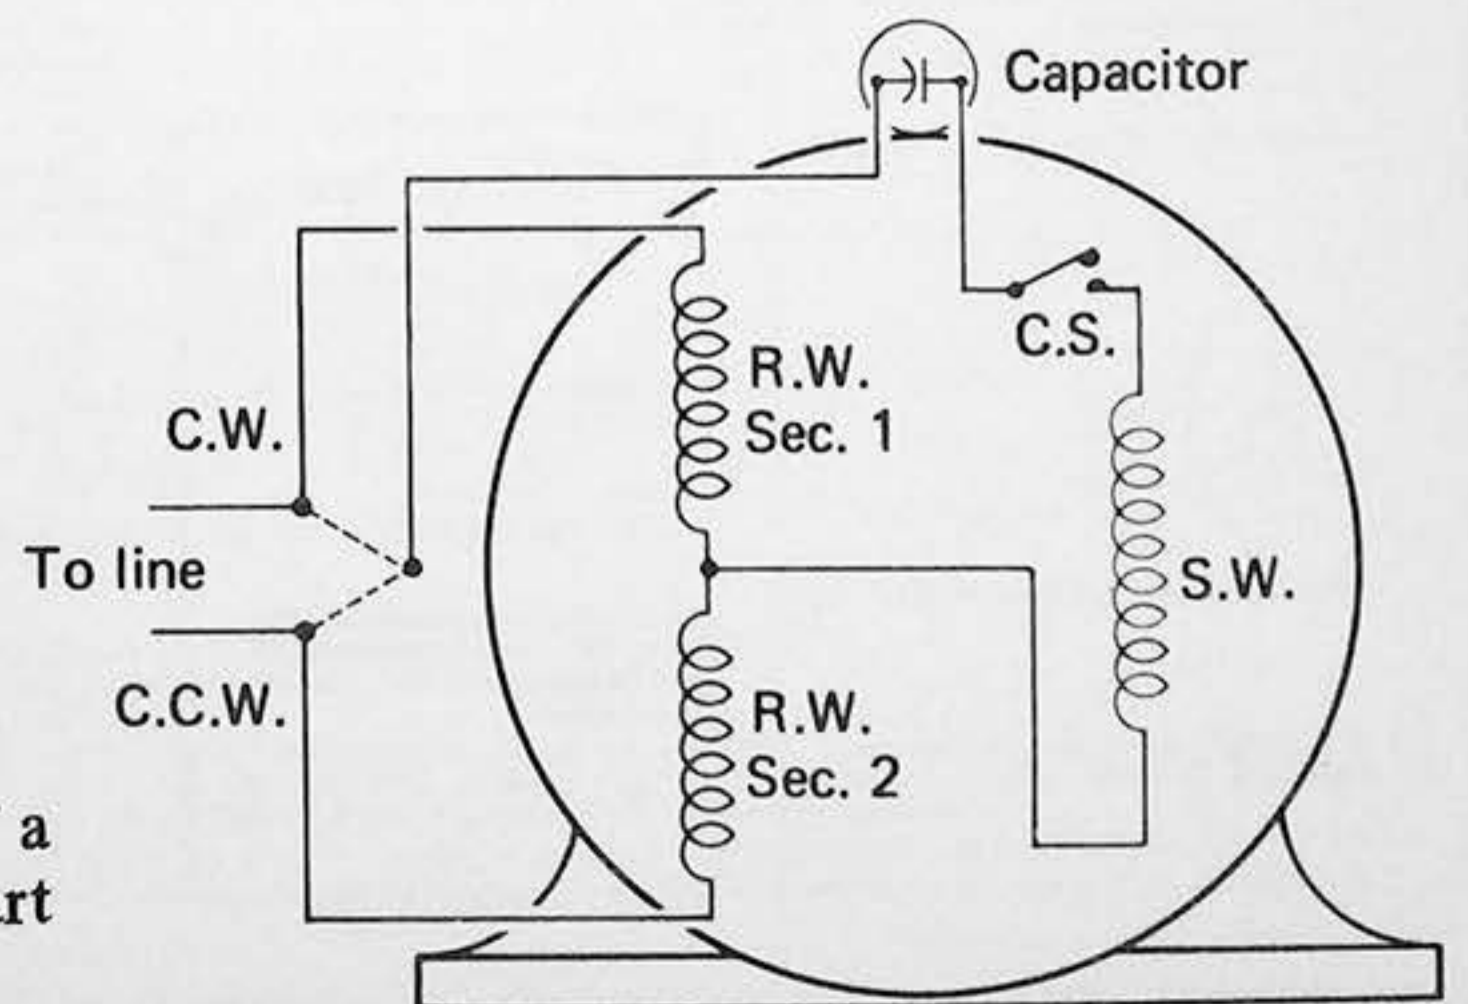 Capacitor
C.S.
R.W.
Sec. 1
C.W.
To line
S.W.
C.C.W.
R.W.
Sec. 2
a